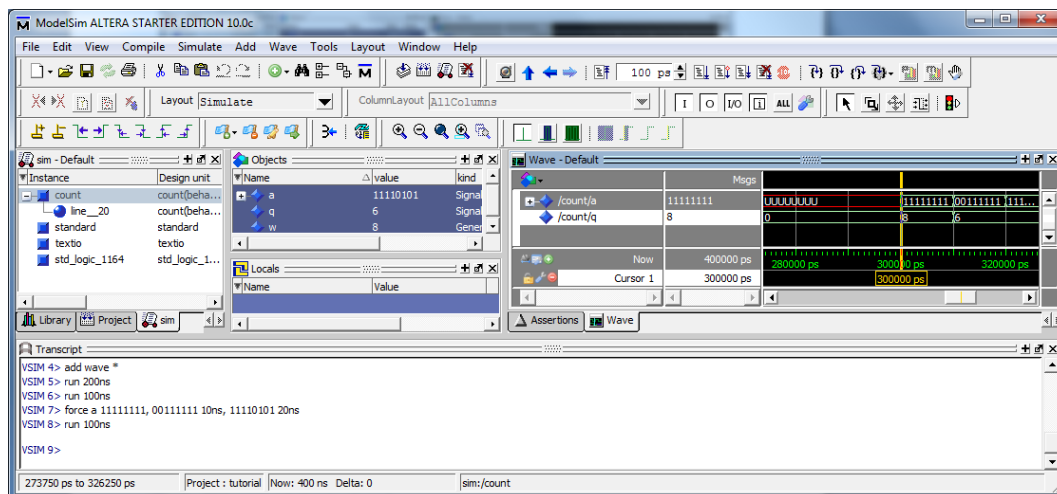 ModelSim ALTERA STARTER EDITION 10.0c
File Edit View Compile Simulate Add Wave Tools Layout Window Help
100 ps
Layout Simulate
ColumnLayout AllColumns
I O I/O ALL
sim - Default
Instance Design unit
count count(beha...
line__20 count(beha...
standard standard
textio textio
std_logic_1164 std_logic_1...
Library Project sim
Objects
Name value kind
a 11110101 Signal
q 6 Signal
w 8 Gener
Locals
Name Value
Wave - Default
Msgs
/count/a 11111111 UUUUUUUU 11111111 00111111 111...
/count/q 8 0 8 6
Now 400000 ps 280000 ps 300000 ps 320000 ps
Cursor 1 300000 ps 300000 ps
Assertions Wave
Transcript
VSIM 4> add wave *
VSIM 5> run 200ns
VSIM 6> run 100ns
VSIM 7> force a 11111111, 00111111 10ns, 11110101 20ns
VSIM 8> run 100ns
VSIM 9>
273750 ps to 326250 ps Project : tutorial Now: 400 ns Delta: 0 sim:/count